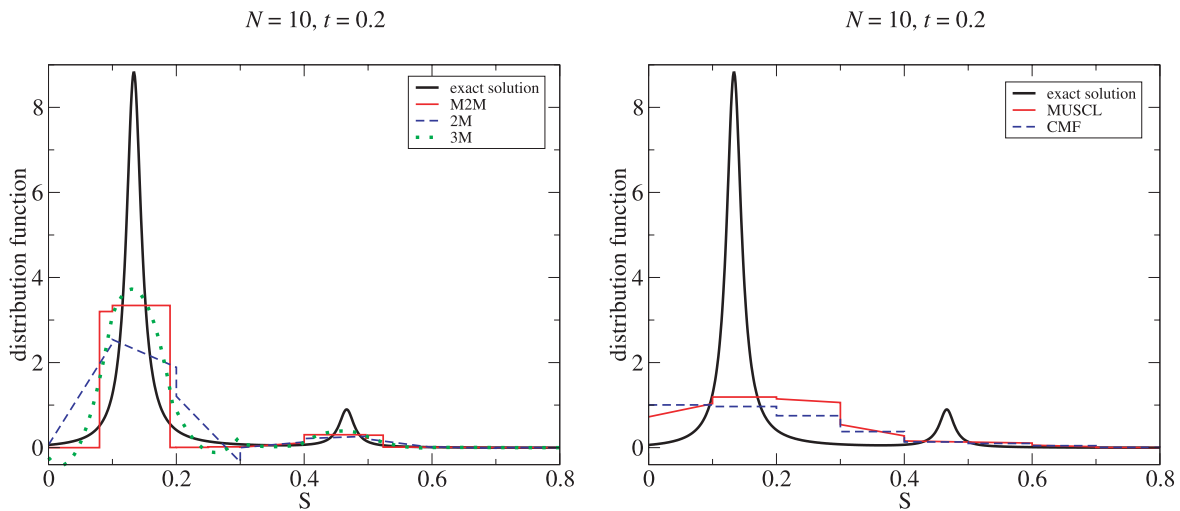 N = 10, t = 0.2
distribution function
8
6
4
2
0
exact solution
M2M
2M
3M
0
0.2
0.4
0.6
0.8
S
N = 10, t = 0.2
distribution function
8
6
4
2
0
exact solution
MUSCL
CMF
0
0.2
0.4
0.6
0.8
S